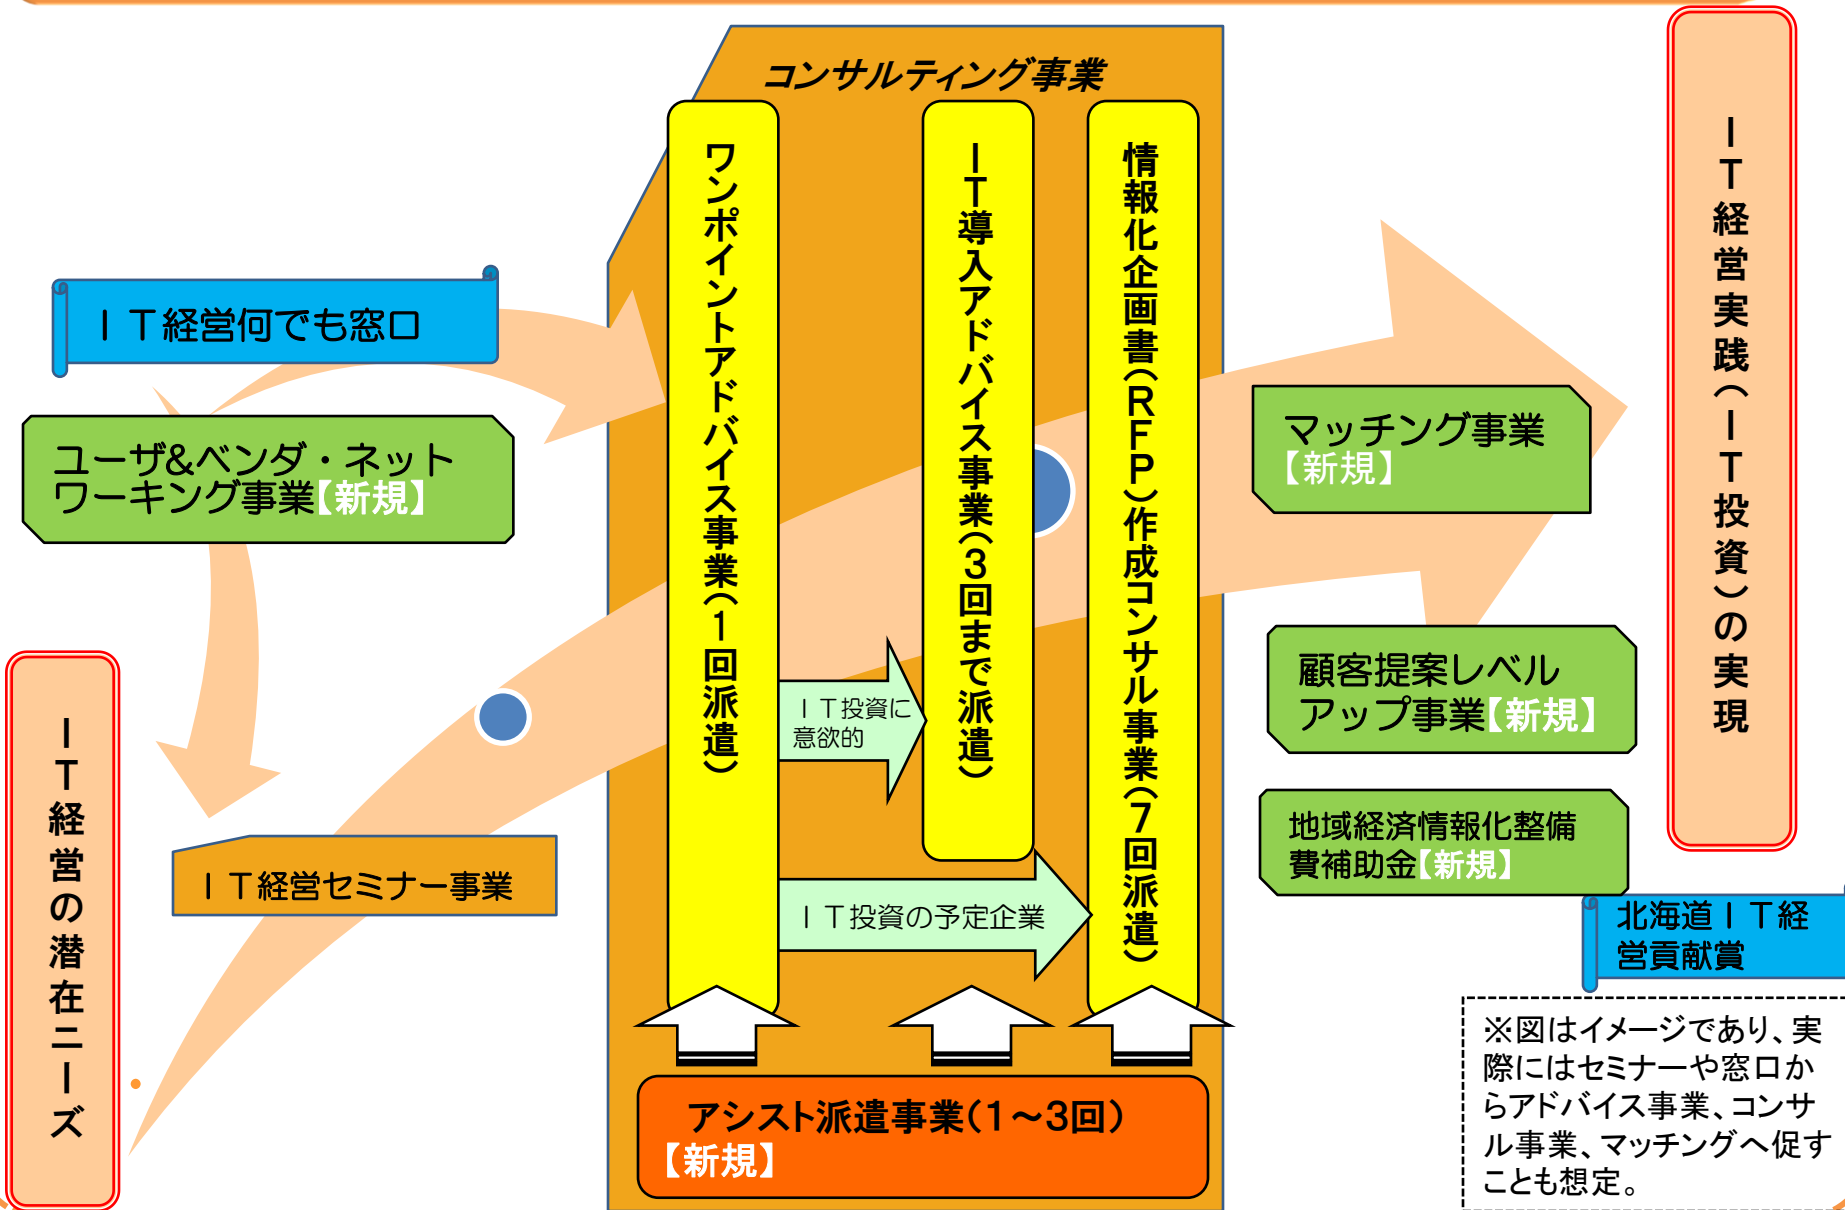 コンサルティング事業
ワンポイントアドバイス事業(1回派遣)
IT導入アドバイス事業(3回まで派遣)
情報化企画書(RFP)作成コンサル事業(7回派遣)
IT経営実践(IT投資)の実現
IT経営何でも窓口
ユーザ&ベンダ・ネット
ワーキング事業【新規】
マッチング事業
【新規】
顧客提案レベル
アップ事業【新規】
IT投資に
意欲的
IT経営の潜在ニーズ
IT経営セミナー事業
IT投資の予定企業
地域経済情報化整備
費補助金【新規】
北海道IT経
営貢献賞
アシスト派遣事業(1～3回)
【新規】
※図はイメージであり、実
際にはセミナーや窓口か
らアドバイス事業、コンサ
ル事業、マッチングへ促す
ことも想定。